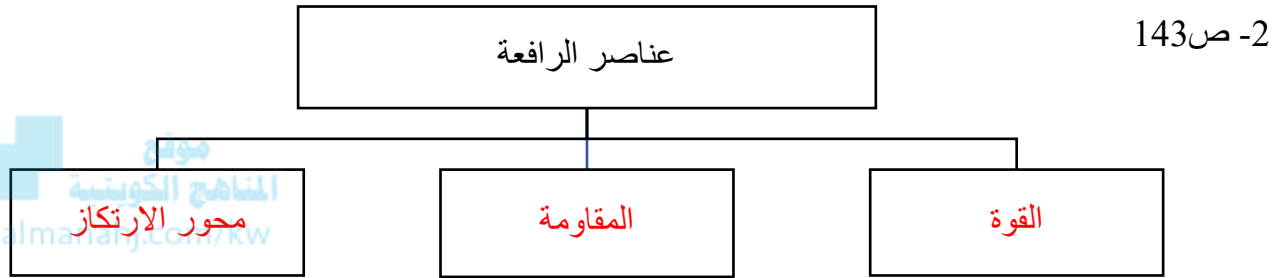 2- ص143
عناصر الرافعة
القوة
المقاومة
محور الارتكاز
موقع
المناهج الكويتية
almanahj.com/kw